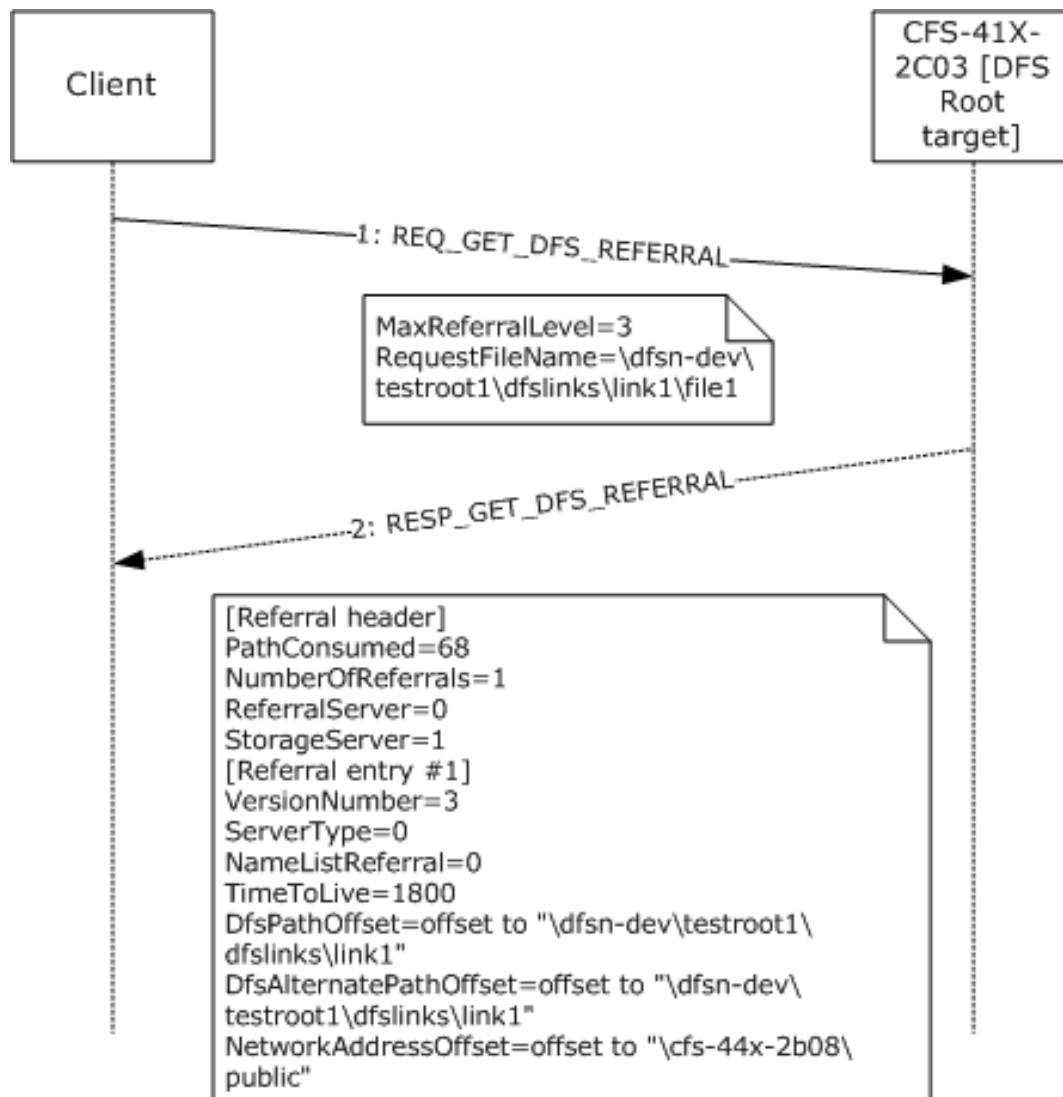 Client
CFS-41X-
2C03 [DFS
Root
target]
1: REQ_GET_DFS_REFERRAL
MaxReferralLevel=3
RequestFileName=\dfsn-dev\
testroot1\dfslinks\link1\file1
2: RESP_GET_DFS_REFERRAL
[Referral header]
PathConsumed=68
NumberOfReferrals=1
ReferralServer=0
StorageServer=1
[Referral entry #1]
VersionNumber=3
ServerType=0
NameListReferral=0
TimeToLive=1800
DfsPathOffset=offset to "\dfsn-dev\testroot1\
dfslinks\link1"
DfsAlternatePathOffset=offset to "\dfsn-dev\
testroot1\dfslinks\link1"
NetworkAddressOffset=offset to "\cfs-44x-2b08\
public"